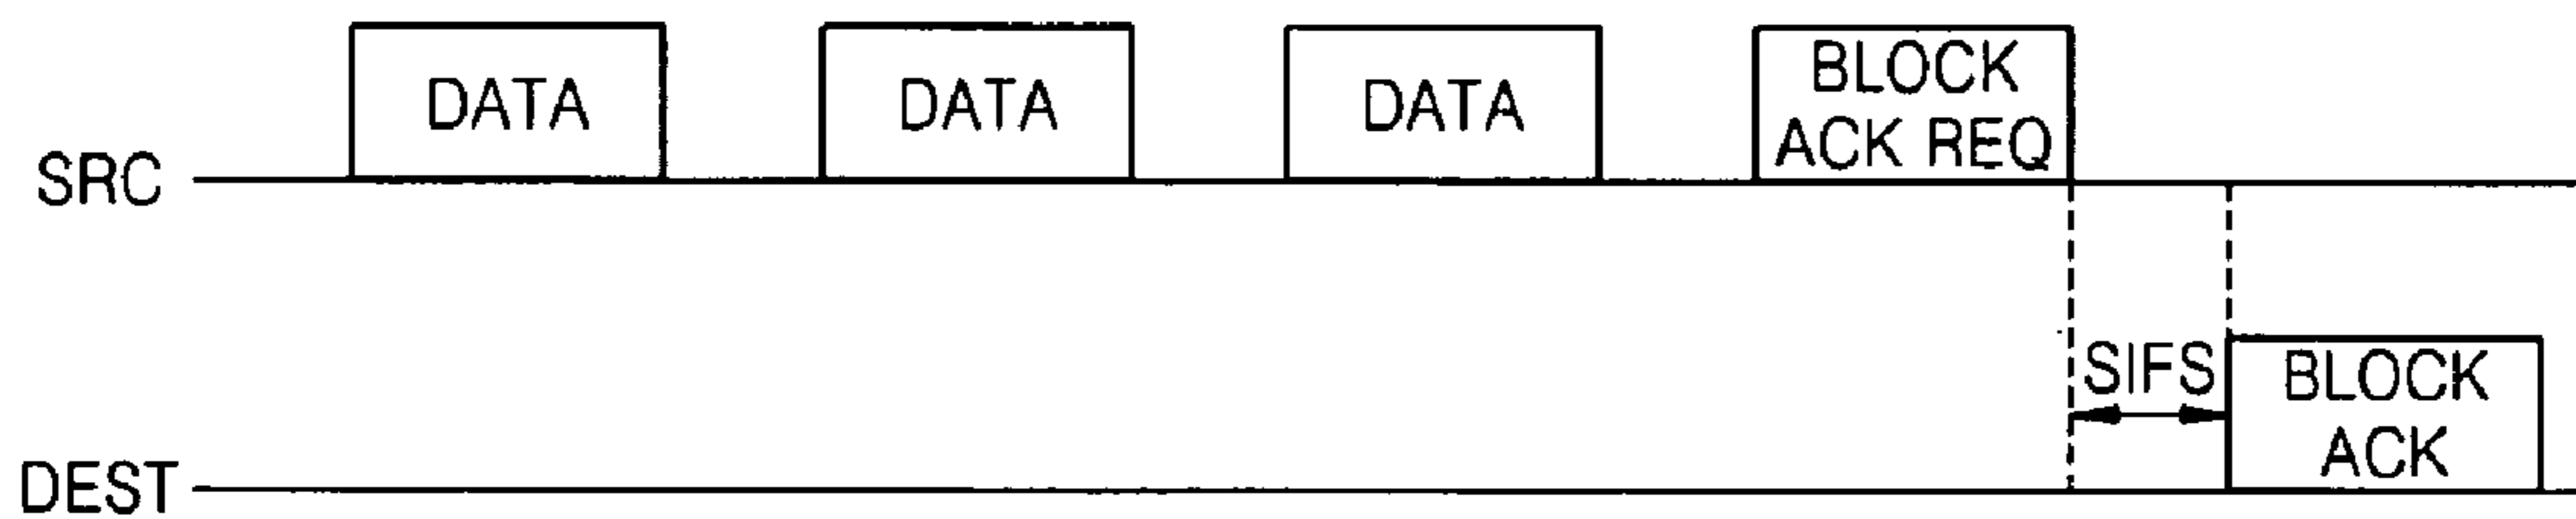 DATA
DATA
DATA
BLOCK
ACK REQ
SRC
SIFS
BLOCK
ACK
DEST